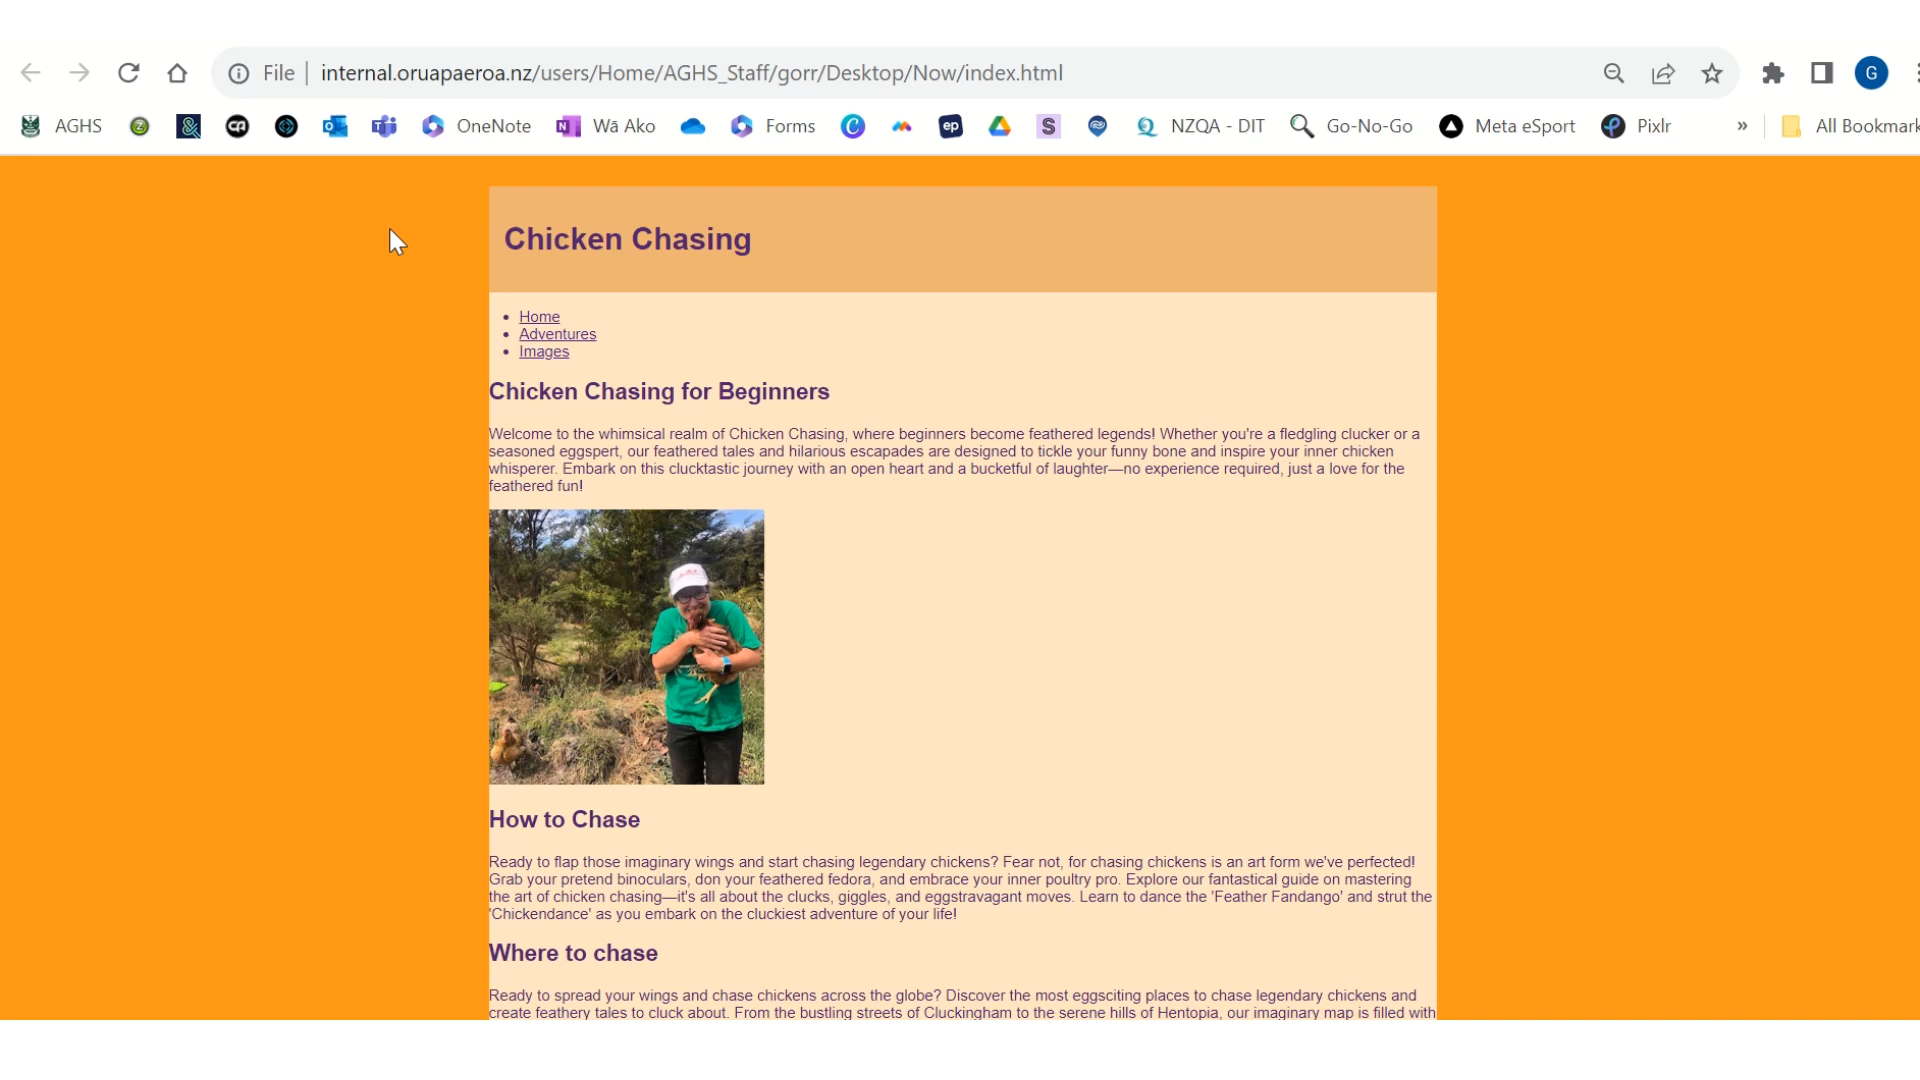 File | internal.oruapaeroa.nz/users/Home/AGHS_Staff/gorr/Desktop/Now/index.html
G
AGHS OneNote Wā Ako Forms ep S NZQA - DIT Go-No-Go Meta eSport Pixlr » All Bookmark
Chicken Chasing
Home
Adventures
Images
Chicken Chasing for Beginners
Welcome to the whimsical realm of Chicken Chasing, where beginners become feathered legends! Whether you're a fledgling clucker or a
seasoned eggspert, our feathered tales and hilarious escapades are designed to tickle your funny bone and inspire your inner chicken
whisperer. Embark on this clucktastic journey with an open heart and a bucketful of laughter—no experience required, just a love for the
feathered fun!
How to Chase
Ready to flap those imaginary wings and start chasing legendary chickens? Fear not, for chasing chickens is an art form we've perfected!
Grab your pretend binoculars, don your feathered fedora, and embrace your inner poultry pro. Explore our fantastical guide on mastering
the art of chicken chasing—it's all about the clucks, giggles, and eggstravagant moves. Learn to dance the 'Feather Fandango' and strut the
'Chickendance' as you embark on the cluckiest adventure of your life!
Where to chase
Ready to spread your wings and chase chickens across the globe? Discover the most eggsciting places to chase legendary chickens and
create feathery tales to cluck about. From the bustling streets of Cluckingham to the serene hills of Hentopia, our imaginary map is filled with